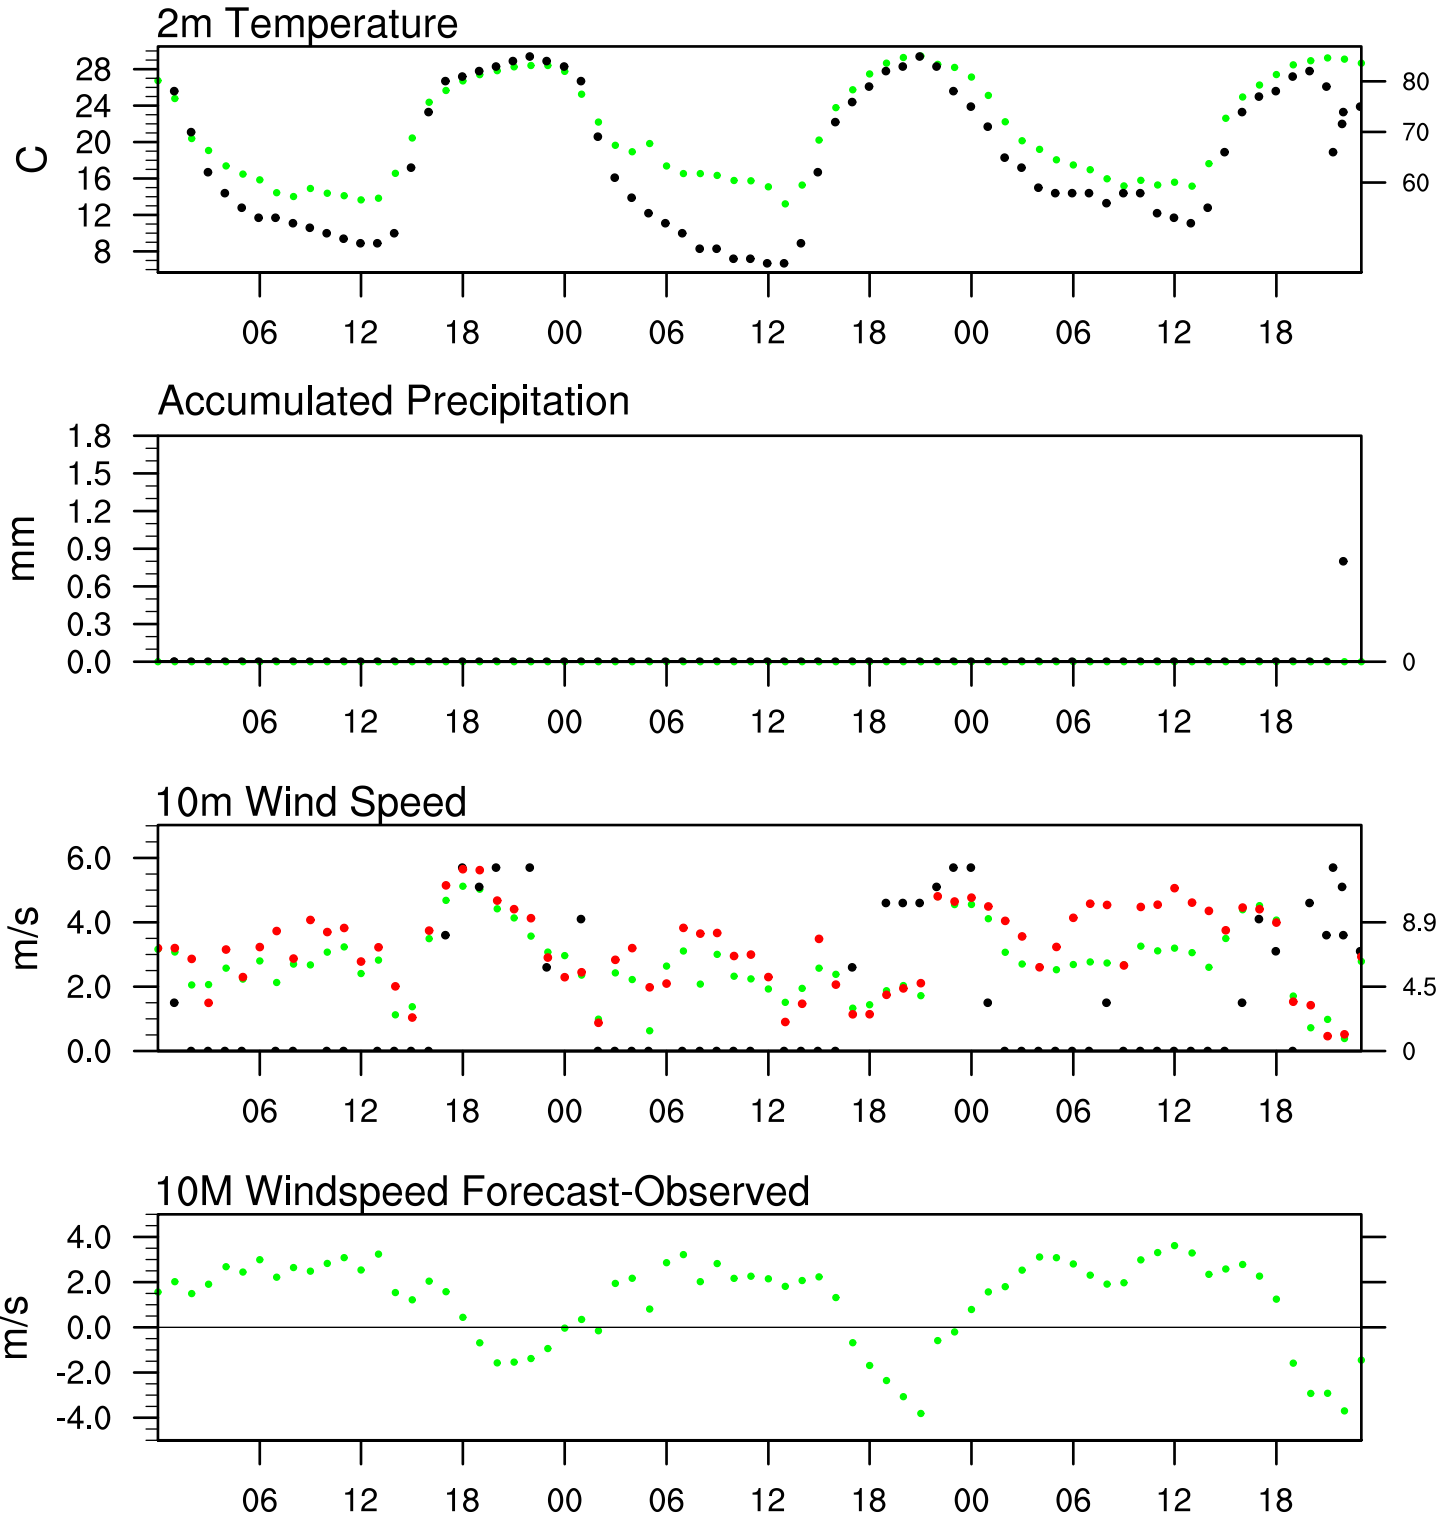 2m Temperature
28
24
20
16
12
8
C
80
70
60
06 12 18 00 06 12 18 00 06 12 18
Accumulated Precipitation
1.8
1.5
1.2
0.9
0.6
0.3
0.0
mm
0
06 12 18 00 06 12 18 00 06 12 18
10m Wind Speed
6.0
4.0
2.0
0.0
m/s
8.9
4.5
0
06 12 18 00 06 12 18 00 06 12 18
10M Windspeed Forecast-Observed
4.0
2.0
0.0
-2.0
-4.0
m/s
06 12 18 00 06 12 18 00 06 12 18